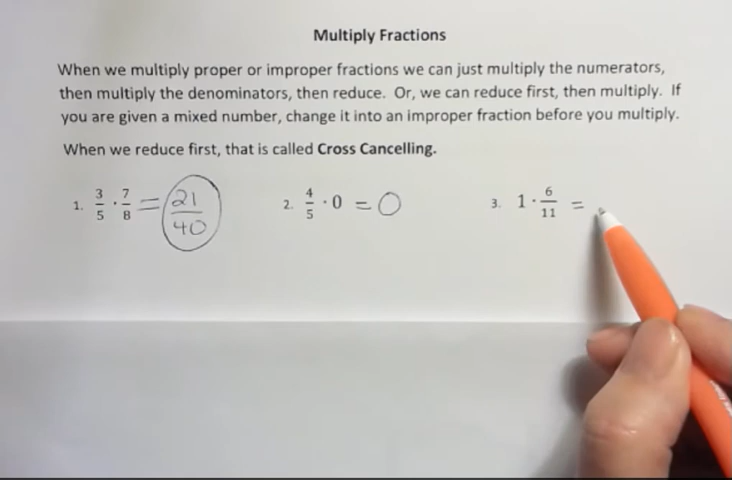 Multiply Fractions
When we multiply proper or improper fractions we can just multiply the numerators,
then multiply the denominators, then reduce. Or, we can reduce first, then multiply. If
you are given a mixed number, change it into an improper fraction before you multiply.
When we reduce first, that is called Cross Cancelling.
1. 3/5 · 7/8 = 21/40
2. 4/5 · 0 = 0
3. 1 · 6/11 =